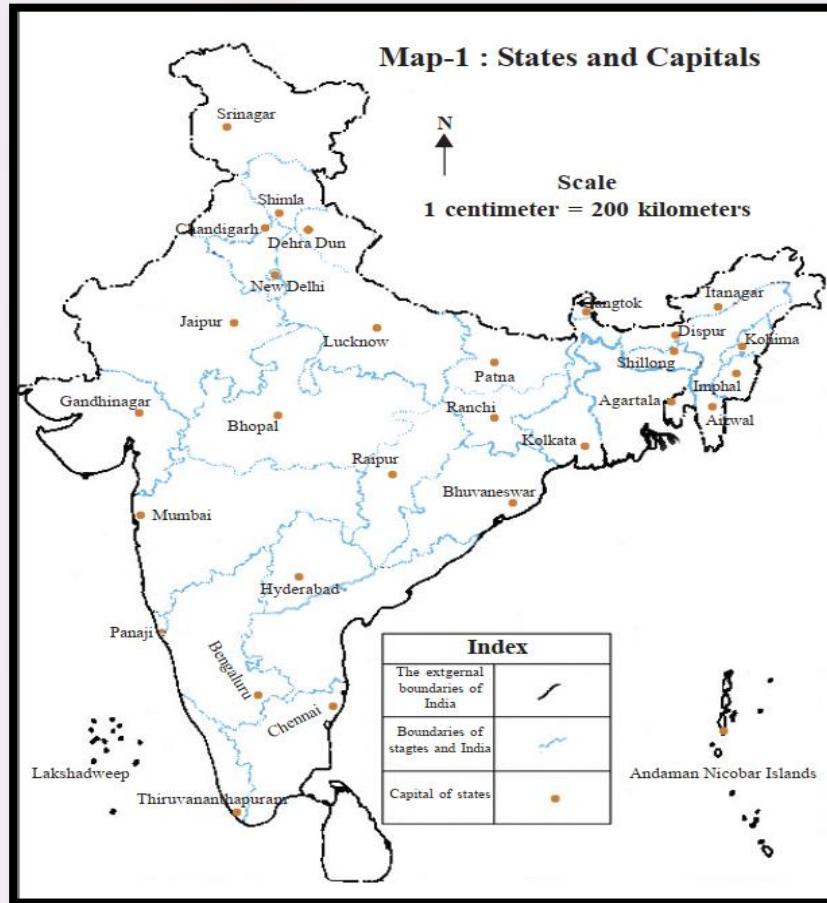 Map-1 : States and Capitals
Srinagar
N
Scale
1 centimeter = 200 kilometers
Shimla
Chandigarh
Dehra Dun
New Delhi
Gangtok
Itanagar
Jaipur
Lucknow
Dispur
Kohima
Shillong
Patna
Imphal
Gandhinagar
Ranchi
Agartala
Aizwal
Bhopal
Kolkata
Raipur
Bhuvaneswar
Mumbai
Hyderabad
Panaji
Bengaluru
Chennai
Index
The extgernal
boundaries of
India
Boundaries of
stagtes and India
Capital of states
Lakshadweep
Andaman Nicobar Islands
Thiruvananthapuram